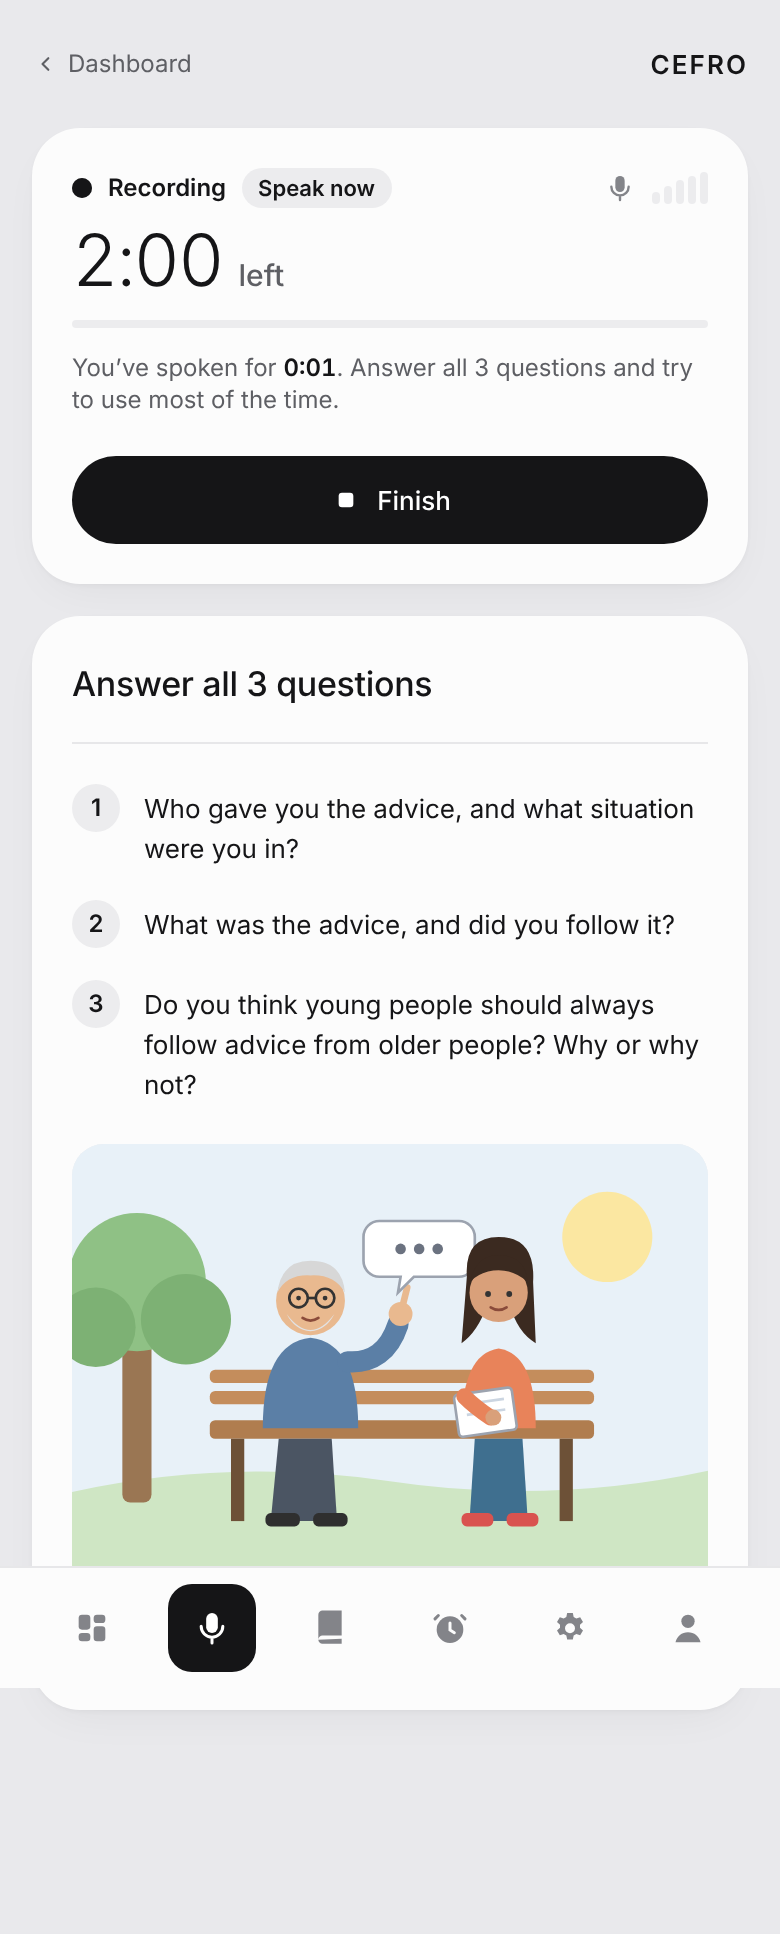 Dashboard
CEFRO
Recording
Speak now
2:00 left
You’ve spoken for 0:01. Answer all 3 questions and try
to use most of the time.
Finish
Answer all 3 questions
1 Who gave you the advice, and what situation
were you in?
2 What was the advice, and did you follow it?
3 Do you think young people should always
follow advice from older people? Why or why
not?